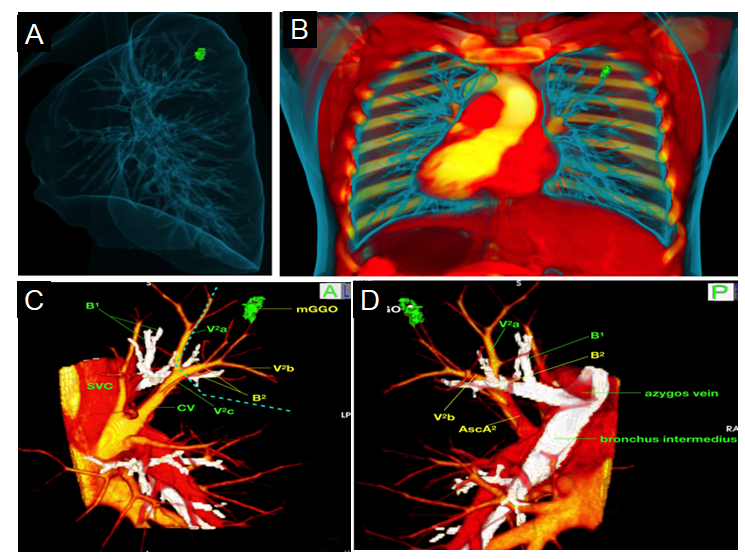 A
B
C
S
A
L
B¹
V²a
mGGO
SVC
V²b
B²
CV
V²c
LP
D
S
P
GO
V²a
B¹
B²
azygos vein
V²b
AscA²
RA
bronchus intermedius